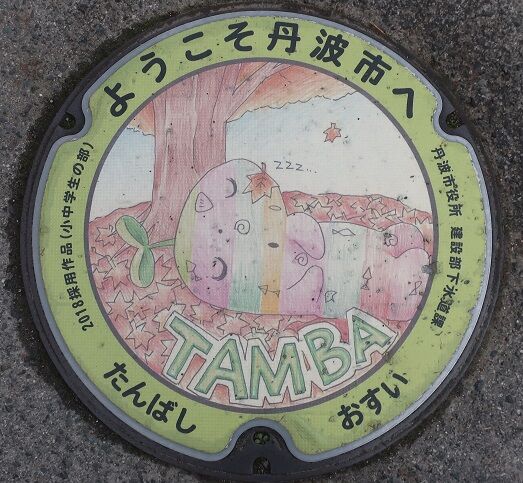 ようこそ丹波市へ
2018採用作品(小中学生の部)
丹波市役所 建設部下水道課
zzz...
TAMBA
たんばし
おすい